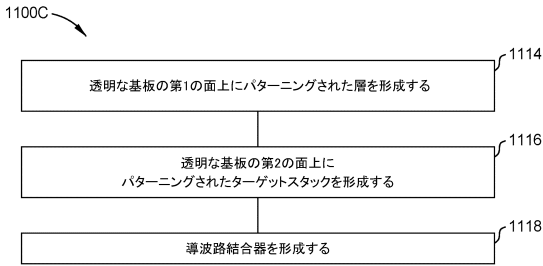 1100C
1114
透明な基板の第1の面上にパターニングされた層を形成する
1116
透明な基板の第2の面上に
パターニングされたターゲットスタックを形成する
1118
導波路結合器を形成する